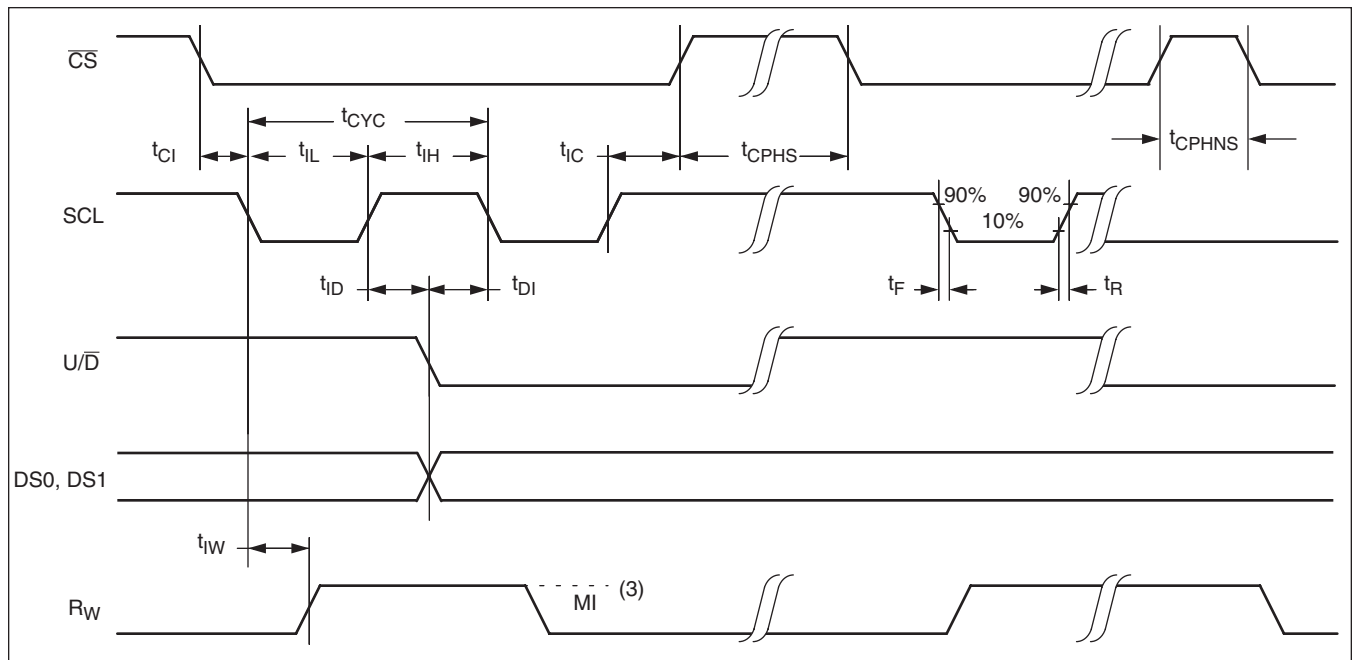 CS
tCYC
tCI tIL tIH tIC tCPHS tCPHNS
SCL
90% 90%
10%
tID tDI tF tR
U/D
DS0, DS1
tIW
(3)
MI
RW